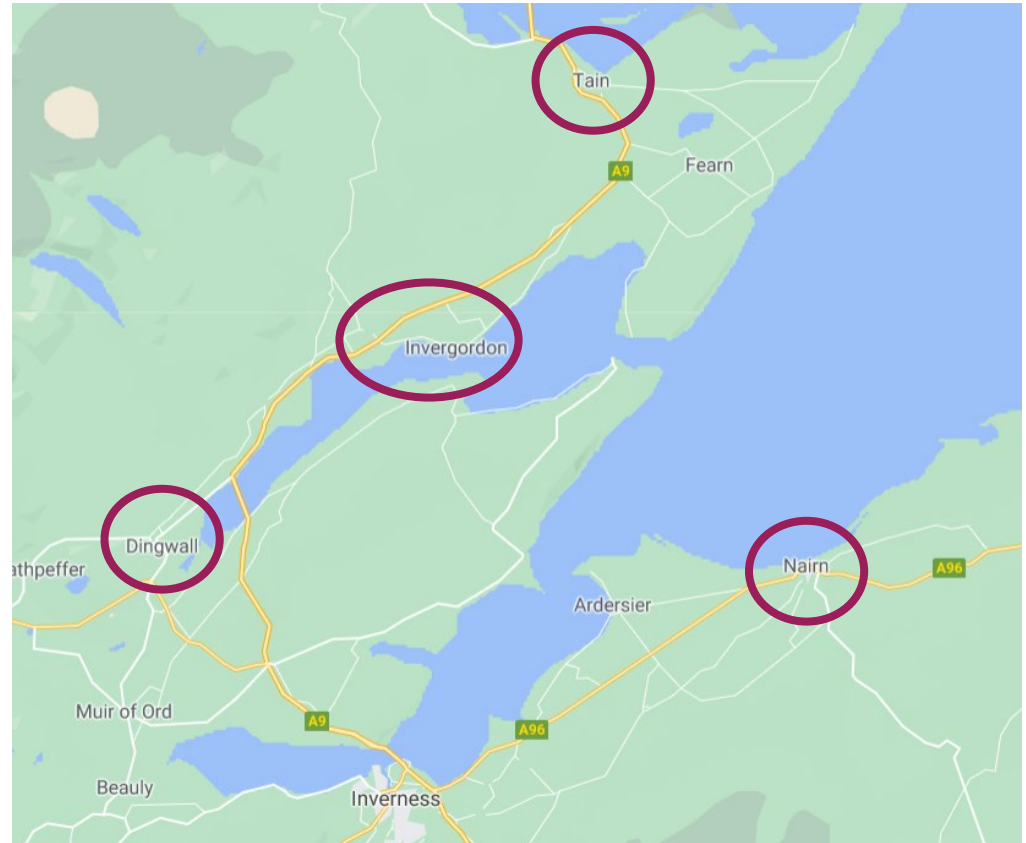 Tain
Fearn
A9
Invergordon
Dingwall
athpeffer
Nairn
A96
Ardersier
Muir of Ord
A9
A96
Beauly
Inverness